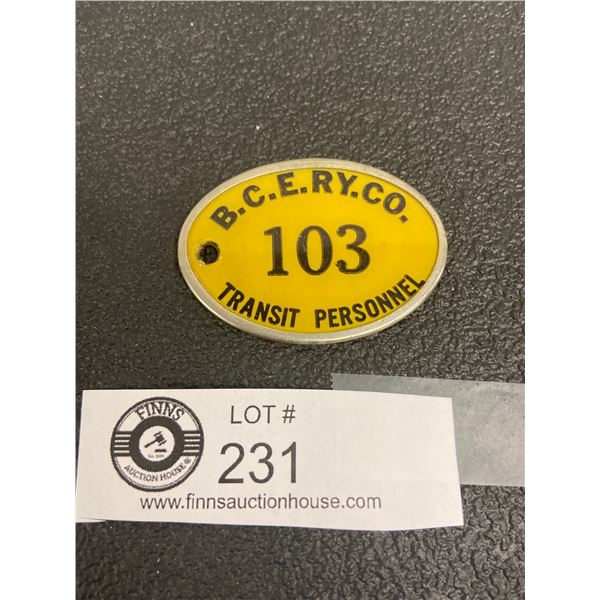 B.C.E.RY.CO.
103
TRANSIT PERSONNEL
FINNS
AUCTION HOUSE
LOT #
231
www.finnsauctionhouse.com